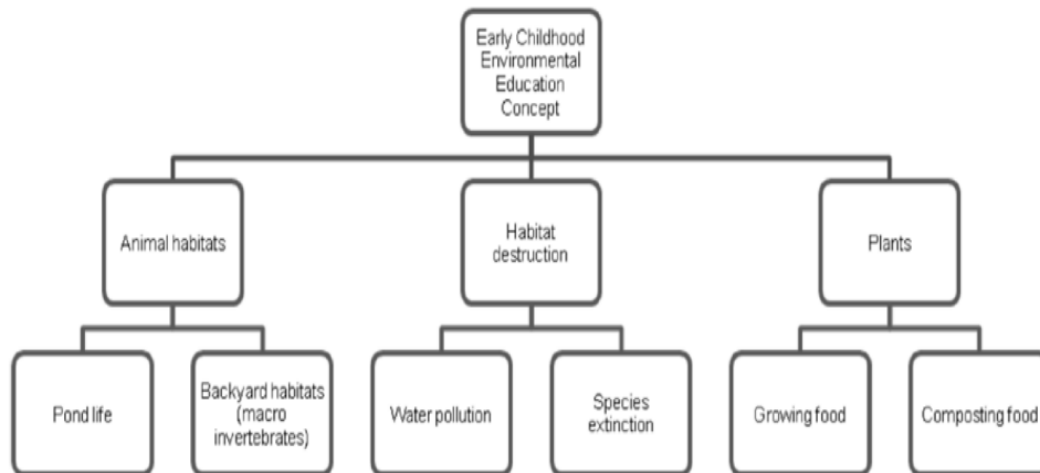 Early Childhood
Environmental
Education
Concept
Animal habitats
Habitat
destruction
Plants
Pond life
Backyard habitats
(macro
invertebrates)
Water pollution
Species
extinction
Growing food
Composting food